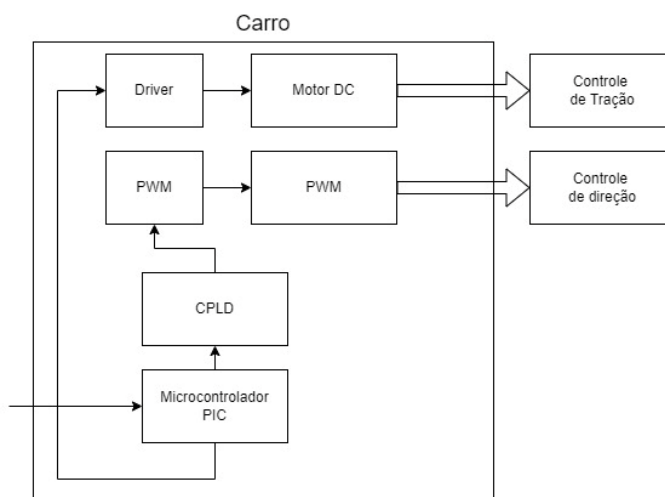 Carro
Driver
Motor DC
Controle
de Tração
PWM
PWM
Controle
de direção
CPLD
Microcontrolador
PIC